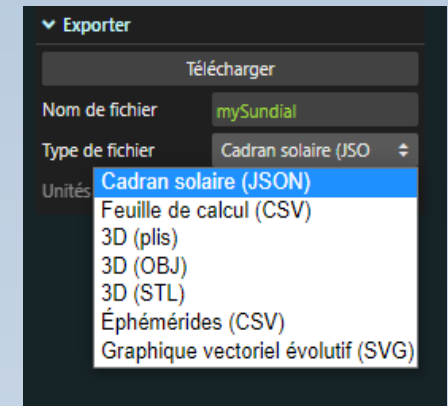 Exporter
Télécharger
Nom de fichier mySundial
Type de fichier Cadran solaire (JSO
Unités
Cadran solaire (JSON)
Feuille de calcul (CSV)
3D (plis)
3D (OBJ)
3D (STL)
Éphémérides (CSV)
Graphique vectoriel évolutif (SVG)